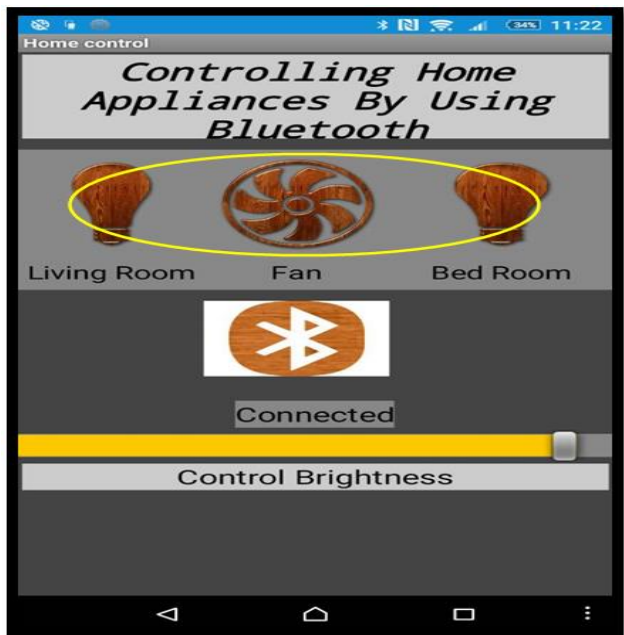 34% 11:22
Home control
Controlling Home
Appliances By Using
Bluetooth
Living Room Fan Bed Room
Connected
Control Brightness